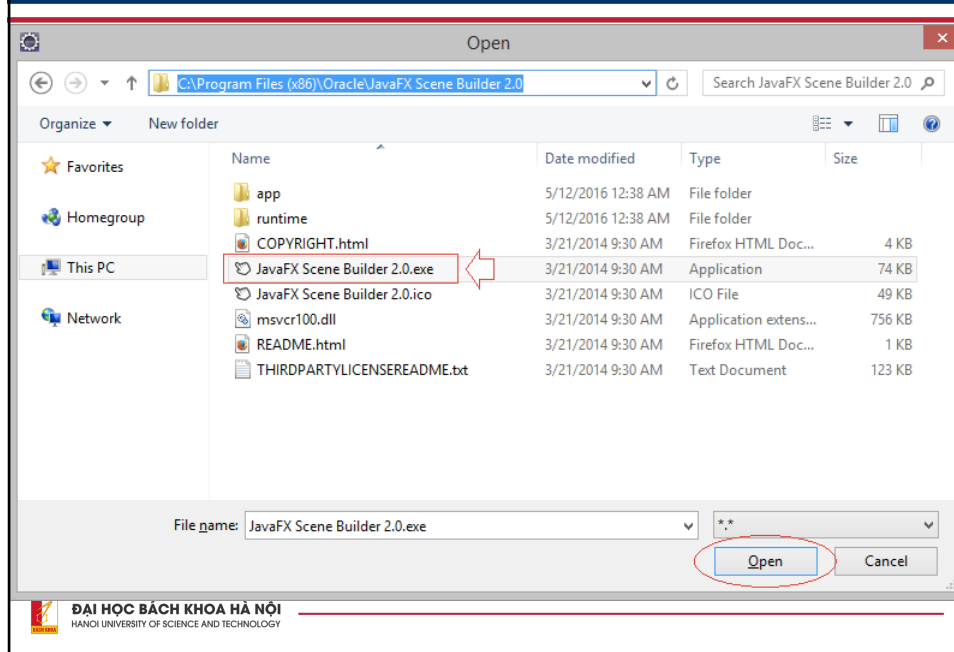 Open
C:\Program Files (x86)\Oracle\JavaFX Scene Builder 2.0
Search JavaFX Scene Builder 2.0
Organize
New folder
Name Date modified Type Size
Favorites
Homegroup
This PC
Network
app 5/12/2016 12:38 AM File folder
runtime 5/12/2016 12:38 AM File folder
COPYRIGHT.html 3/21/2014 9:30 AM Firefox HTML Doc... 4 KB
JavaFX Scene Builder 2.0.exe 3/21/2014 9:30 AM Application 74 KB
JavaFX Scene Builder 2.0.ico 3/21/2014 9:30 AM ICO File 49 KB
msvcr100.dll 3/21/2014 9:30 AM Application extens... 756 KB
README.html 3/21/2014 9:30 AM Firefox HTML Doc... 1 KB
THIRDPARTYLICENSEREADME.txt 3/21/2014 9:30 AM Text Document 123 KB
File name: JavaFX Scene Builder 2.0.exe
*.*
Open
Cancel
BÁCH KHOA
ĐẠI HỌC BÁCH KHOA HÀ NỘI
HANOI UNIVERSITY OF SCIENCE AND TECHNOLOGY